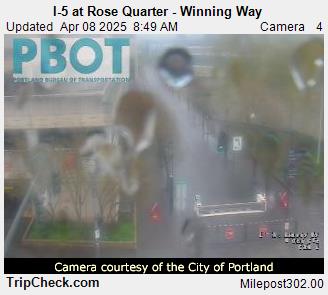 I-5 at Rose Quarter - Winning Way
Updated Apr 08 2025 8:49 AM Camera 4
PBOT
PORTLAND BUREAU OF TRANSPORTATION
Camera courtesy of the City of Portland
TripCheck.com Milepost302.00